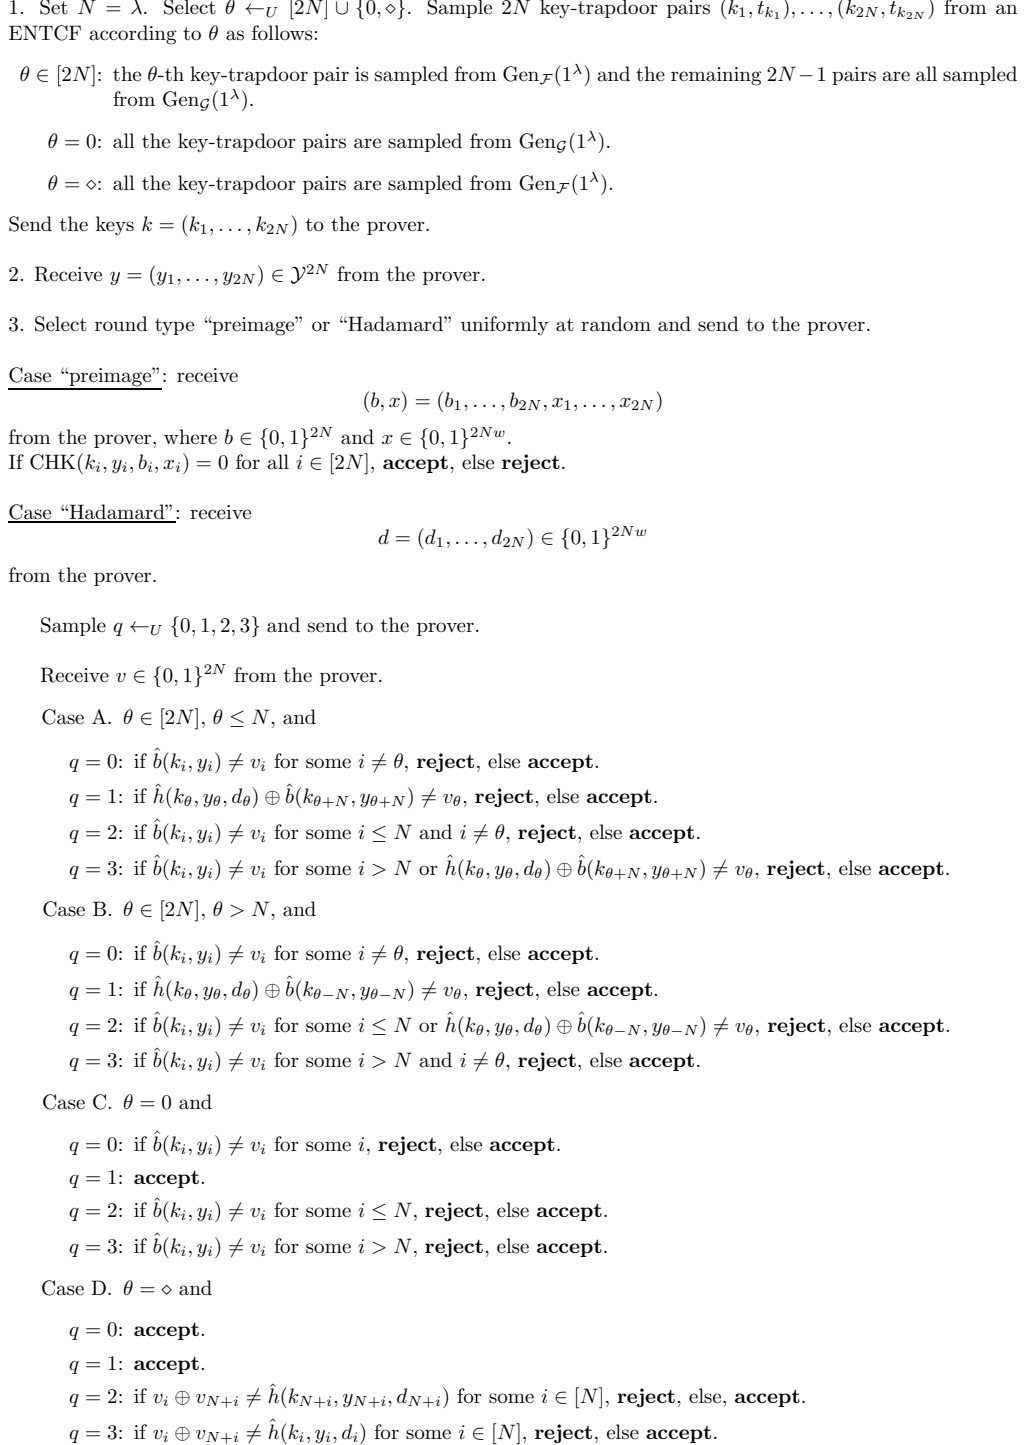 1. Set N = λ. Select θ ←_U [2N] ∪ {0, ⋄}. Sample 2N key-trapdoor pairs (k_1, t_{k_1}), . . . , (k_{2N}, t_{k_{2N}}) from an
ENTCF according to θ as follows:
θ ∈ [2N]: the θ-th key-trapdoor pair is sampled from Gen_F(1^λ) and the remaining 2N − 1 pairs are all sampled
from Gen_G(1^λ).
θ = 0: all the key-trapdoor pairs are sampled from Gen_G(1^λ).
θ = ⋄: all the key-trapdoor pairs are sampled from Gen_F(1^λ).
Send the keys k = (k_1, . . . , k_{2N}) to the prover.
2. Receive y = (y_1, . . . , y_{2N}) ∈ Y^{2N} from the prover.
3. Select round type “preimage” or “Hadamard” uniformly at random and send to the prover.
Case “preimage”: receive
(b, x) = (b_1, . . . , b_{2N}, x_1, . . . , x_{2N})
from the prover, where b ∈ {0, 1}^{2N} and x ∈ {0, 1}^{2Nw}.
If CHK(k_i, y_i, b_i, x_i) = 0 for all i ∈ [2N], accept, else reject.
Case “Hadamard”: receive
d = (d_1, . . . , d_{2N}) ∈ {0, 1}^{2Nw}
from the prover.
Sample q ←_U {0, 1, 2, 3} and send to the prover.
Receive v ∈ {0, 1}^{2N} from the prover.
Case A. θ ∈ [2N], θ ≤ N, and
q = 0: if b̂(k_i, y_i) ≠ v_i for some i ≠ θ, reject, else accept.
q = 1: if ĥ(k_θ, y_θ, d_θ) ⊕ b̂(k_{θ+N}, y_{θ+N}) ≠ v_θ, reject, else accept.
q = 2: if b̂(k_i, y_i) ≠ v_i for some i ≤ N and i ≠ θ, reject, else accept.
q = 3: if b̂(k_i, y_i) ≠ v_i for some i > N or ĥ(k_θ, y_θ, d_θ) ⊕ b̂(k_{θ+N}, y_{θ+N}) ≠ v_θ, reject, else accept.
Case B. θ ∈ [2N], θ > N, and
q = 0: if b̂(k_i, y_i) ≠ v_i for some i ≠ θ, reject, else accept.
q = 1: if ĥ(k_θ, y_θ, d_θ) ⊕ b̂(k_{θ−N}, y_{θ−N}) ≠ v_θ, reject, else accept.
q = 2: if b̂(k_i, y_i) ≠ v_i for some i ≤ N or ĥ(k_θ, y_θ, d_θ) ⊕ b̂(k_{θ−N}, y_{θ−N}) ≠ v_θ, reject, else accept.
q = 3: if b̂(k_i, y_i) ≠ v_i for some i > N and i ≠ θ, reject, else accept.
Case C. θ = 0 and
q = 0: if b̂(k_i, y_i) ≠ v_i for some i, reject, else accept.
q = 1: accept.
q = 2: if b̂(k_i, y_i) ≠ v_i for some i ≤ N, reject, else accept.
q = 3: if b̂(k_i, y_i) ≠ v_i for some i > N, reject, else accept.
Case D. θ = ⋄ and
q = 0: accept.
q = 1: accept.
q = 2: if v_i ⊕ v_{N+i} ≠ ĥ(k_{N+i}, y_{N+i}, d_{N+i}) for some i ∈ [N], reject, else, accept.
q = 3: if v_i ⊕ v_{N+i} ≠ ĥ(k_i, y_i, d_i) for some i ∈ [N], reject, else accept.